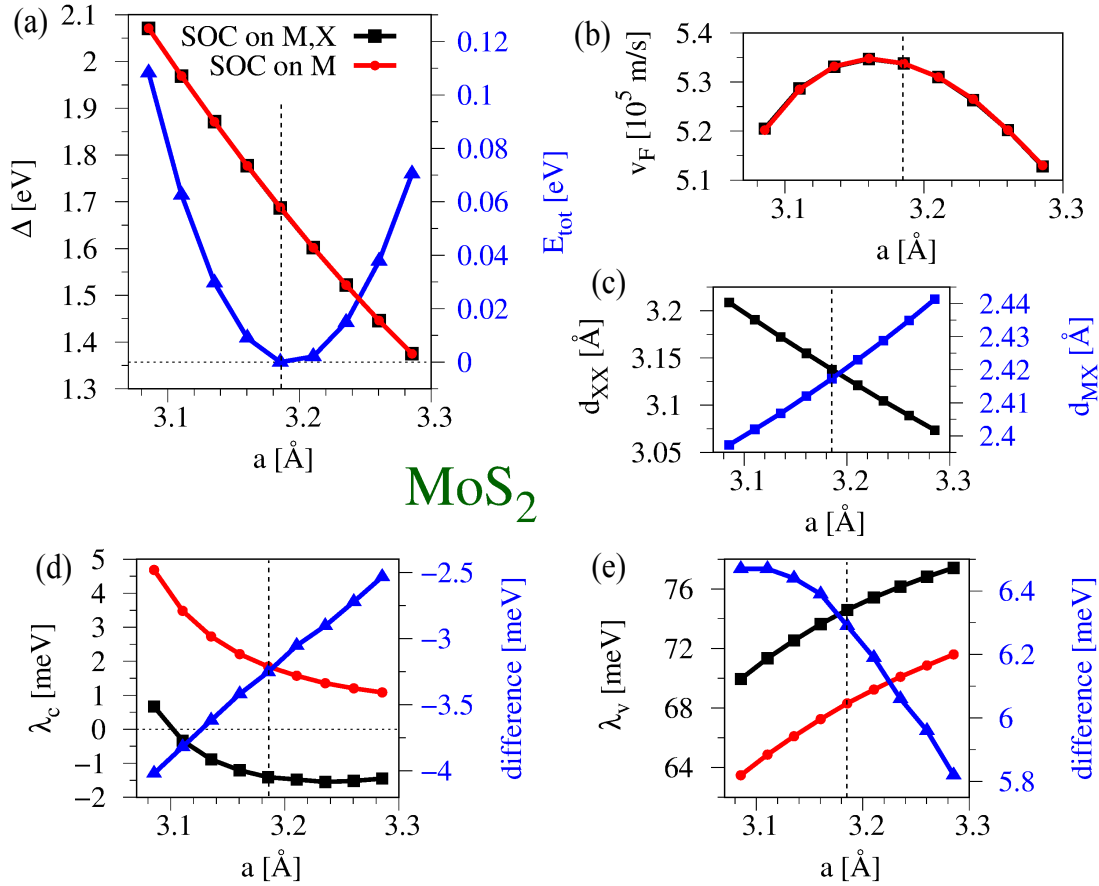 (a)
SOC on M,X
SOC on M
2.1
2
1.9
1.8
1.7
1.6
1.5
1.4
1.3
Δ [eV]
0.12
0.1
0.08
0.06
0.04
0.02
0
E_tot [eV]
3.1
3.2
3.3
a [Å]
(b)
5.4
5.3
5.2
5.1
v_F [10^5 m/s]
3.1
3.2
3.3
a [Å]
(c)
3.2
3.15
3.1
3.05
d_XX [Å]
2.44
2.43
2.42
2.41
2.4
d_MX [Å]
3.1
3.2
3.3
a [Å]
MoS_2
(d)
5
4
3
2
1
0
−1
−2
λ_c [meV]
−2.5
−3
−3.5
−4
difference [meV]
3.1
3.2
3.3
a [Å]
(e)
76
72
70
68
64
λ_v [meV]
6.4
6.2
6
5.8
difference [meV]
3.1
3.2
3.3
a [Å]